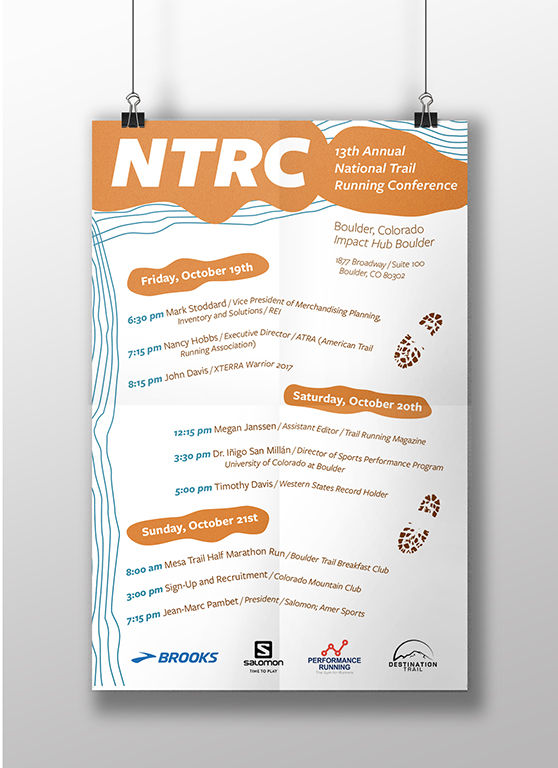 NTRC
13th Annual
National Trail
Running Conference
Boulder, Colorado
Impact Hub Boulder
1877 Broadway / Suite 100
Boulder, CO 80302
Friday, October 19th
6:30 pm Mark Stoddard / Vice President of Merchandising Planning,
Inventory and Solutions / REI
7:15 pm Nancy Hobbs / Executive Director / ATRA (American Trail
Running Association)
8:15 pm John Davis / XTERRA Warrior 2017
Saturday, October 20th
12:15 pm Megan Janssen / Assistant Editor / Trail Running Magazine
3:30 pm Dr. Iñigo San Millán / Director of Sports Performance Program
University of Colorado at Boulder
5:00 pm Timothy Davis / Western States Record Holder
Sunday, October 21st
8:00 am Mesa Trail Half Marathon Run / Boulder Trail Breakfast Club
3:00 pm Sign-Up and Recruitment / Colorado Mountain Club
7:15 pm Jean-Marc Pambet / President / Salomon; Amer Sports
BROOKS
S
SALOMON
TIME TO PLAY
PERFORMANCE
RUNNING
DESTINATION
TRAIL